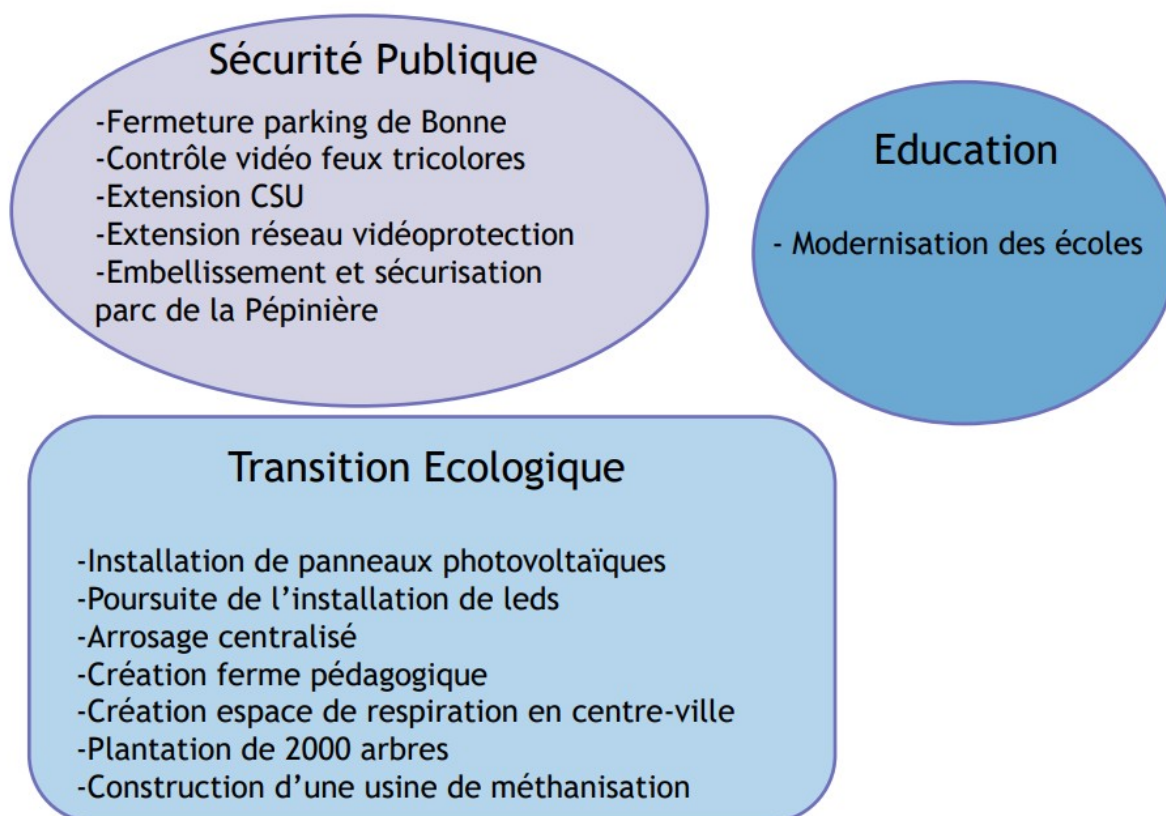 Sécurité Publique
-Fermeture parking de Bonne
-Contrôle vidéo feux tricolores
-Extension CSU
-Extension réseau vidéoprotection
-Embellissement et sécurisation
parc de la Pépinière
Education
- Modernisation des écoles
Transition Ecologique
-Installation de panneaux photovoltaïques
-Poursuite de l’installation de leds
-Arrosage centralisé
-Création ferme pédagogique
-Création espace de respiration en centre-ville
-Plantation de 2000 arbres
-Construction d’une usine de méthanisation